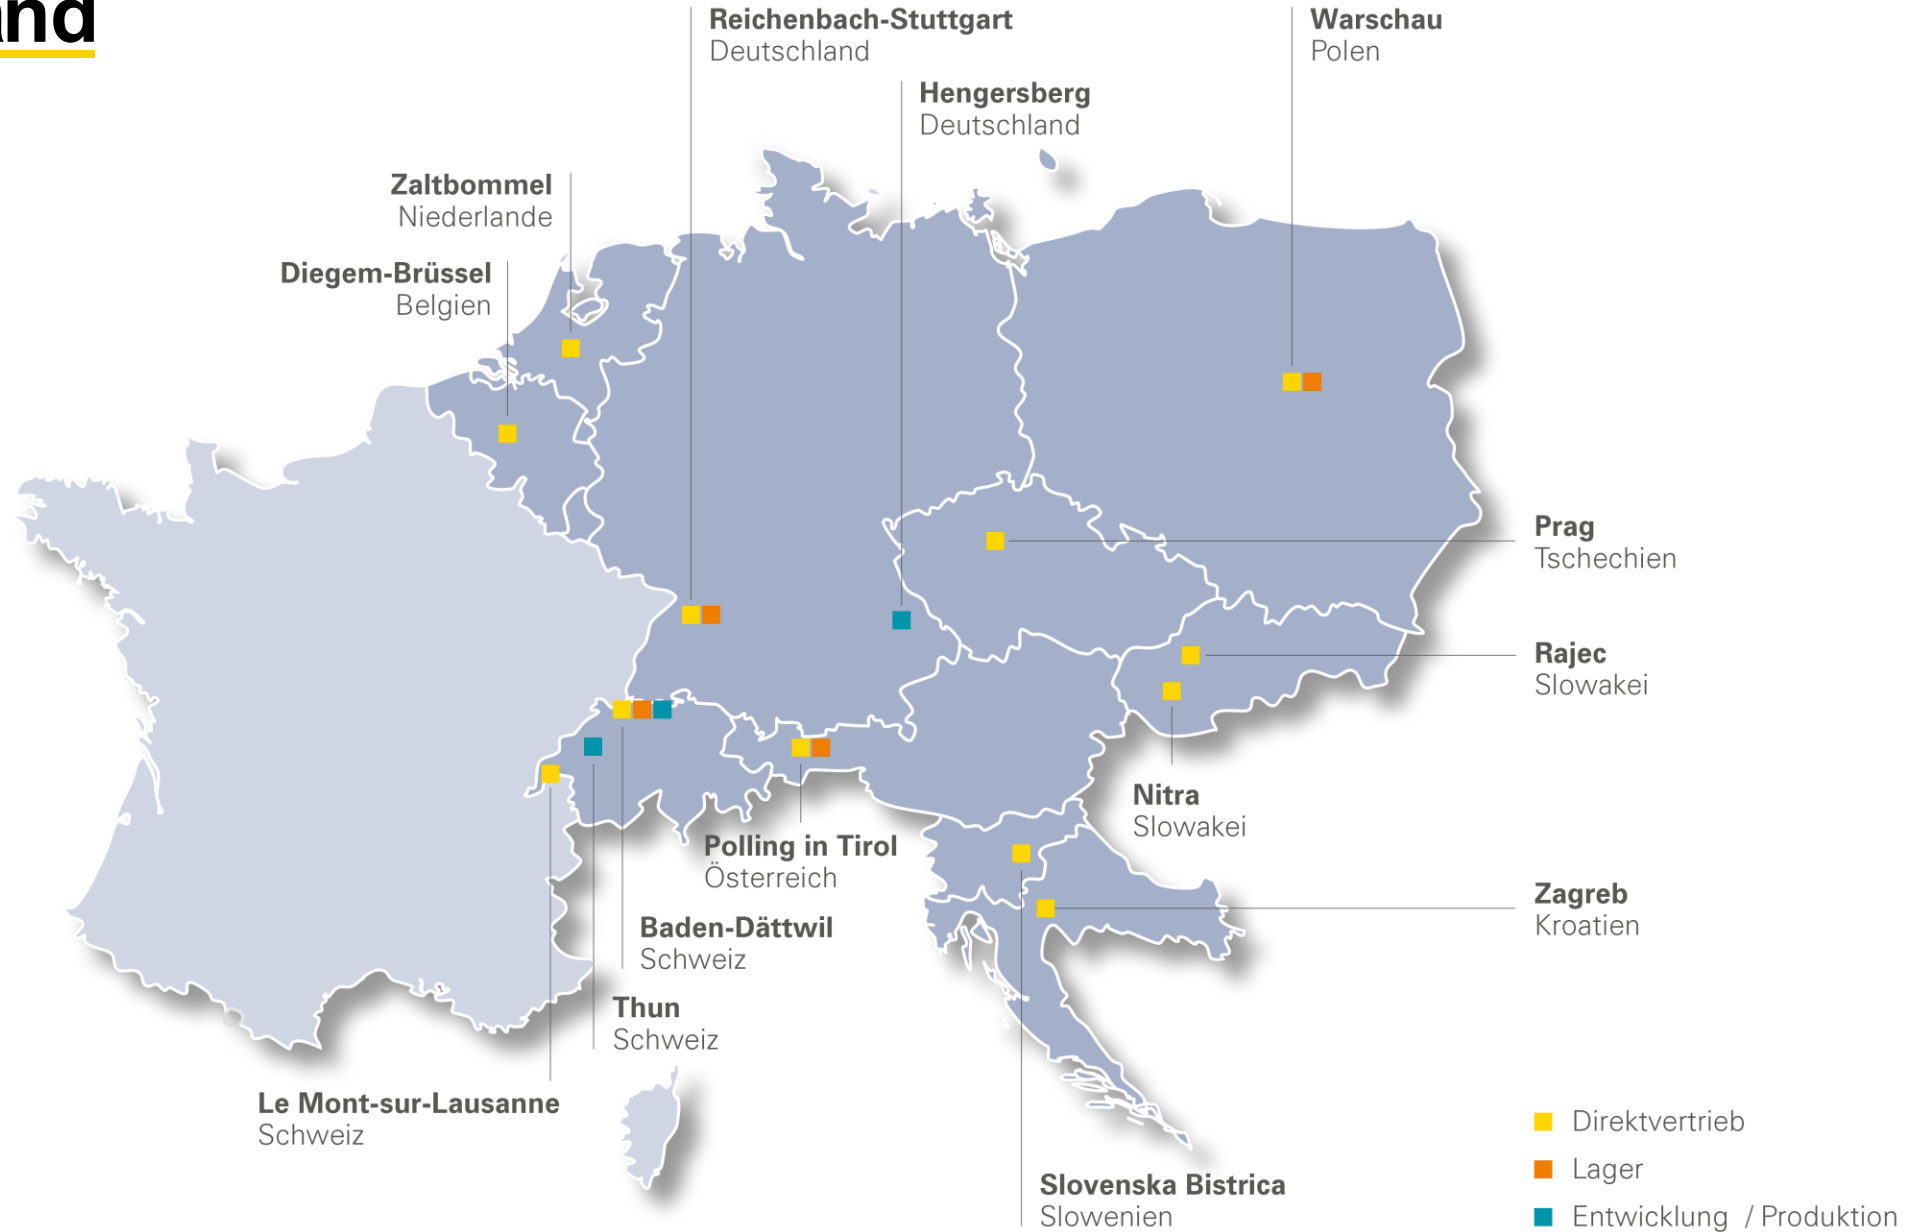 Reichenbach-Stuttgart
Deutschland
Warschau
Polen
Hengersberg
Deutschland
Zaltbommel
Niederlande
Diegem-Brüssel
Belgien
Prag
Tschechien
Rajec
Slowakei
Nitra
Slowakei
Polling in Tirol
Österreich
Zagreb
Kroatien
Baden-Dättwil
Schweiz
Thun
Schweiz
Le Mont-sur-Lausanne
Schweiz
Slovenska Bistrica
Slowenien
Direktvertrieb
Lager
Entwicklung / Produktion